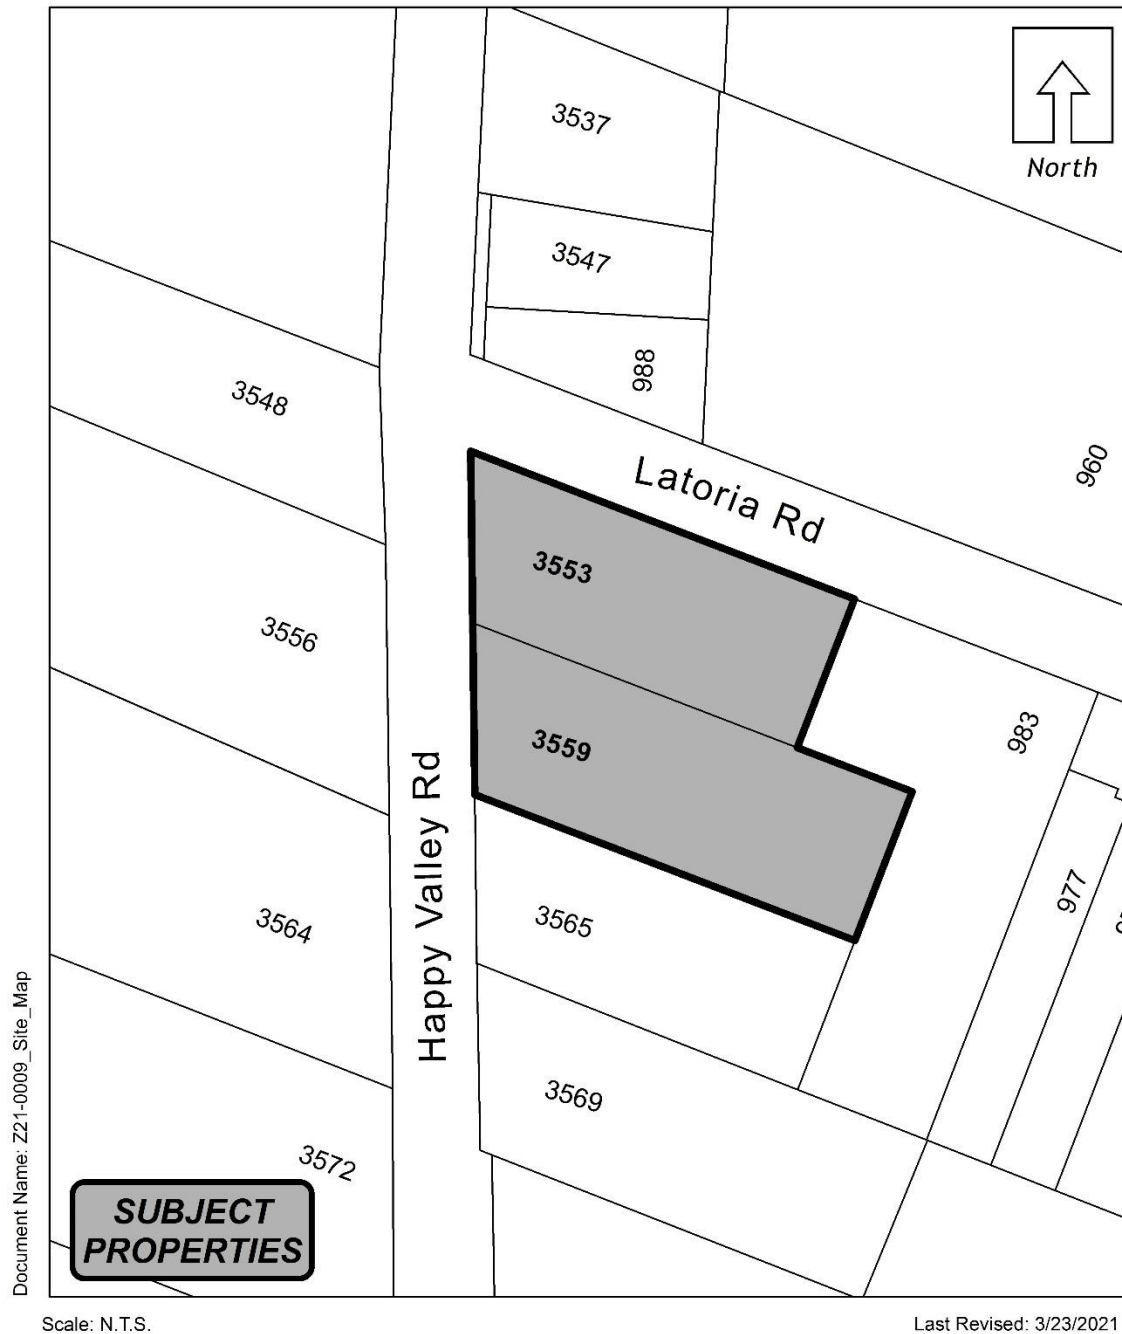 3537
North
3547
988
3548
960
Latoria Rd
3553
3556
983
3559
Happy Valley Rd
977
3565
3564
3569
3572
SUBJECT
PROPERTIES
Document Name: Z21-0009_Site_Map
Scale: N.T.S.
Last Revised: 3/23/2021